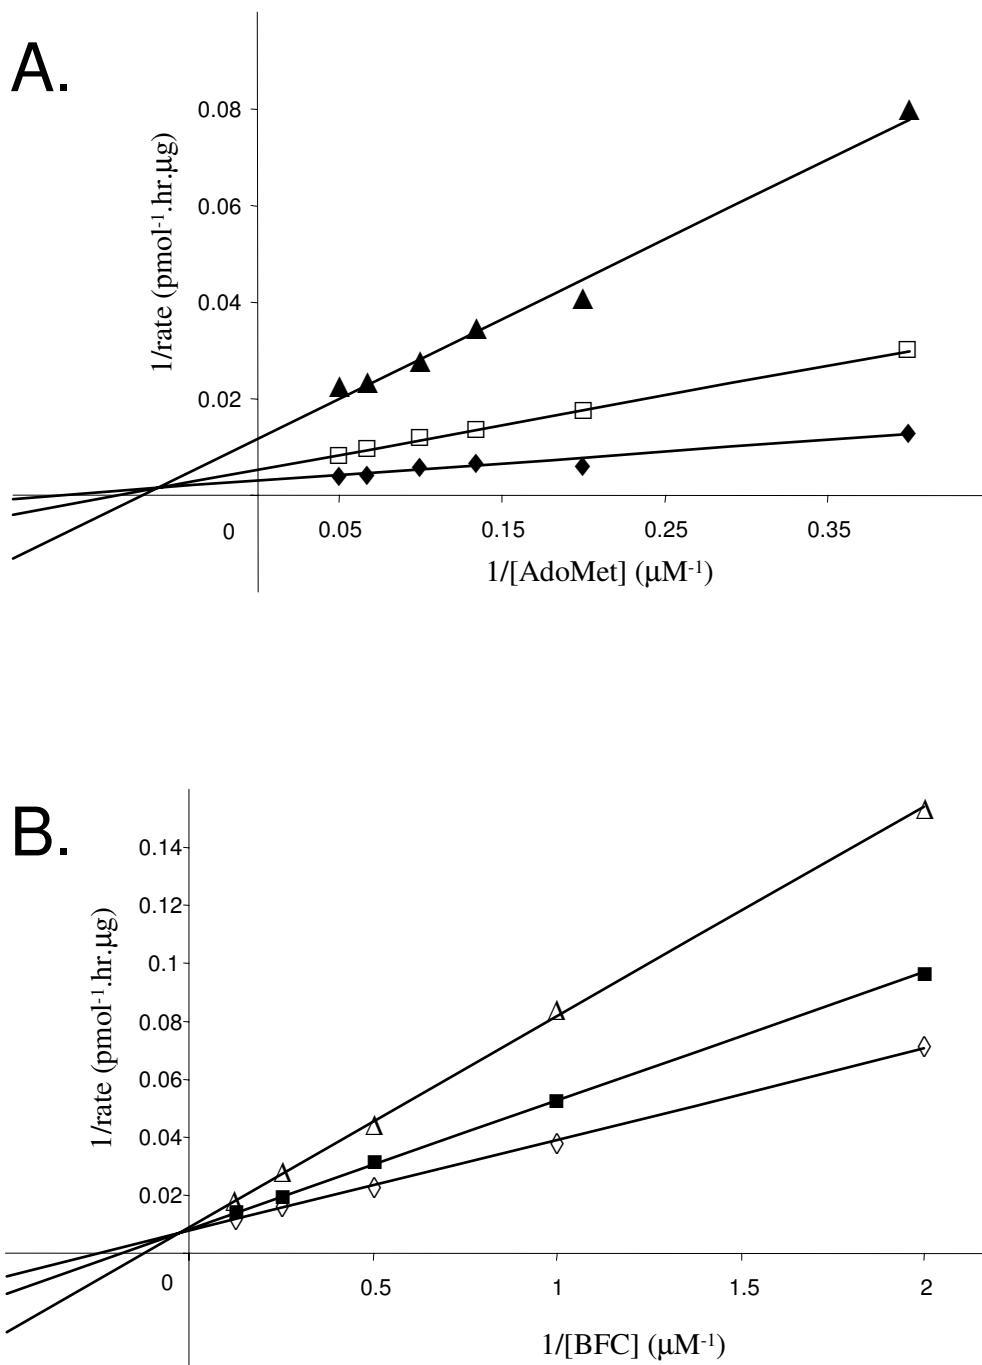 A.
0.08
0.06
0.04
0.02
1/rate (pmol⁻¹.hr.μg)
0 0.05 0.15 0.25 0.35
1/[AdoMet] (μM⁻¹)
B.
0.14
0.12
0.1
0.08
0.06
0.04
0.02
1/rate (pmol⁻¹.hr.μg)
0 0.5 1 1.5 2
1/[BFC] (μM⁻¹)